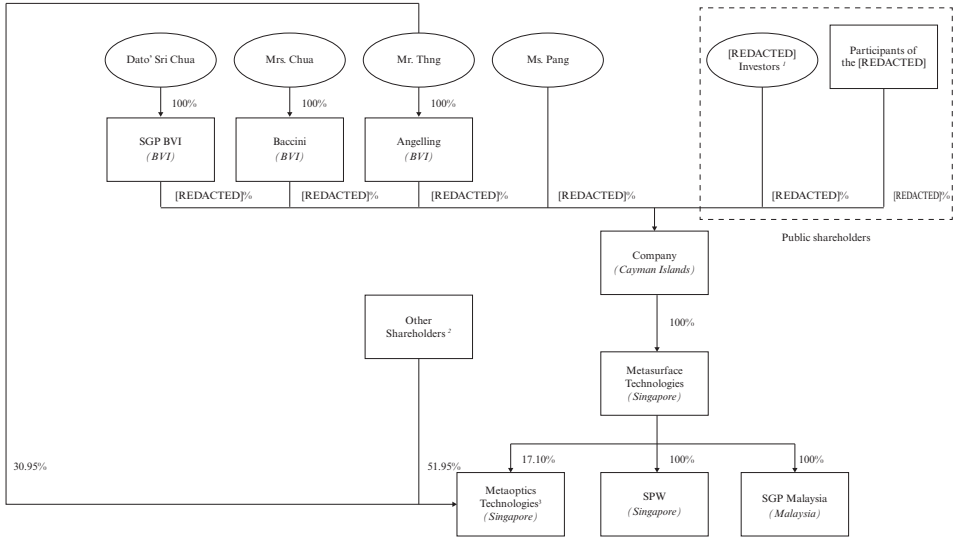 Dato' Sri Chua
Mrs. Chua
Mr. Thng
Ms. Pang
[REDACTED]
Investors 1
Participants of
the [REDACTED]
100%
100%
100%
SGP BVI
(BVI)
Baccini
(BVI)
Angelling
(BVI)
[REDACTED]%
[REDACTED]%
[REDACTED]%
[REDACTED]%
[REDACTED]%
[REDACTED]%
Public shareholders
Company
(Cayman Islands)
Other
Shareholders 2
100%
Metasurface
Technologies
(Singapore)
30.95%
51.95%
17.10%
100%
100%
Metaoptics
Technologies3
(Singapore)
SPW
(Singapore)
SGP Malaysia
(Malaysia)